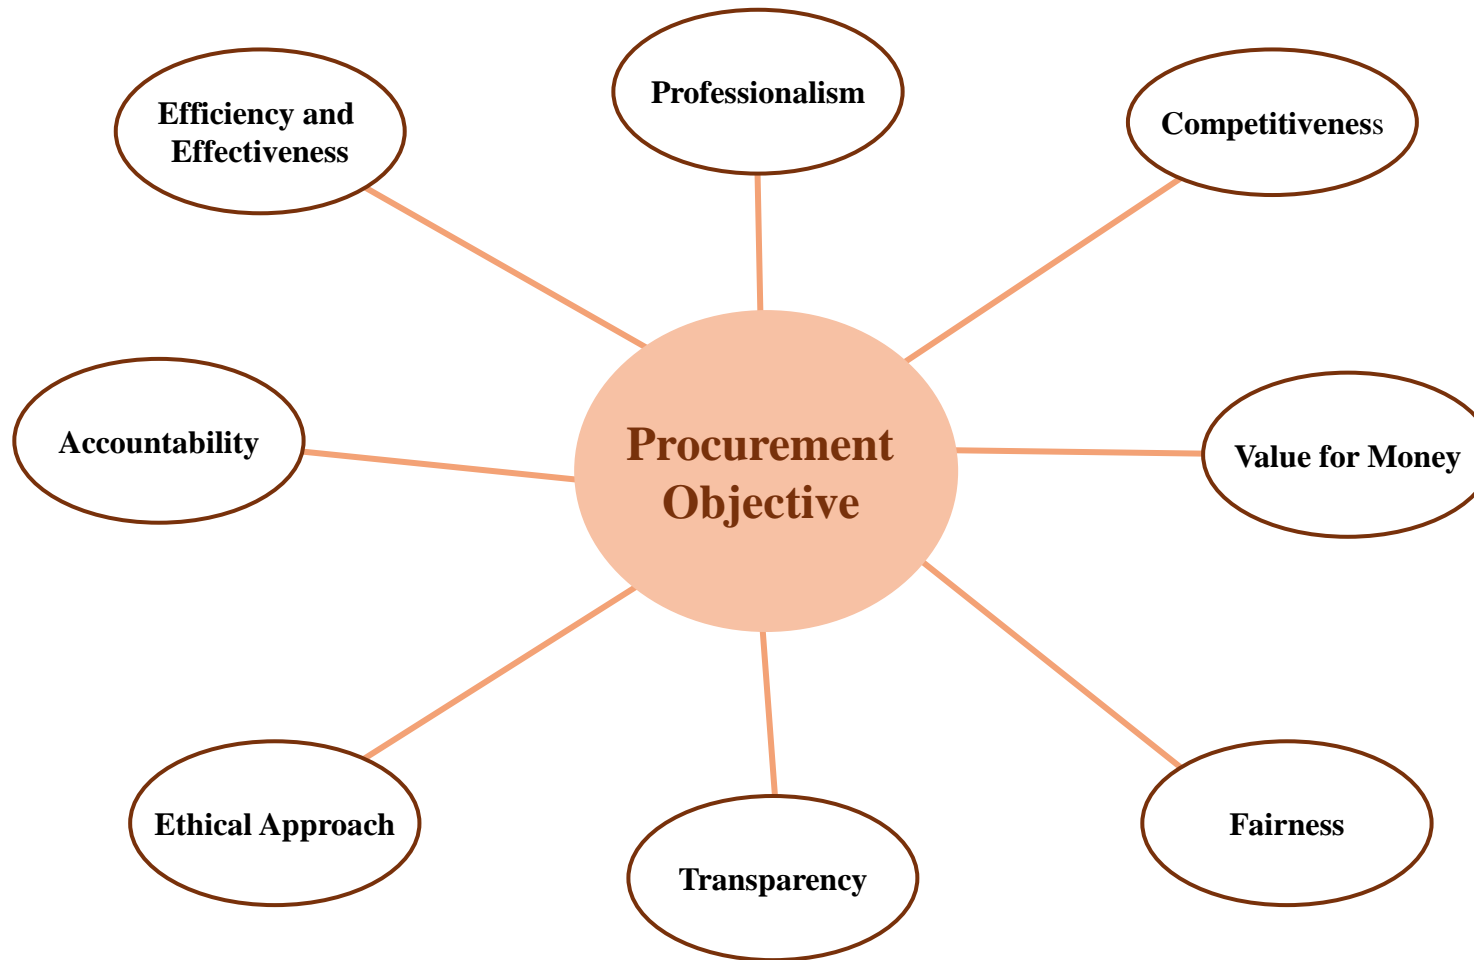 Professionalism
Efficiency and
Effectiveness
Competitiveness
Accountability
Procurement
Objective
Value for Money
Ethical Approach
Transparency
Fairness